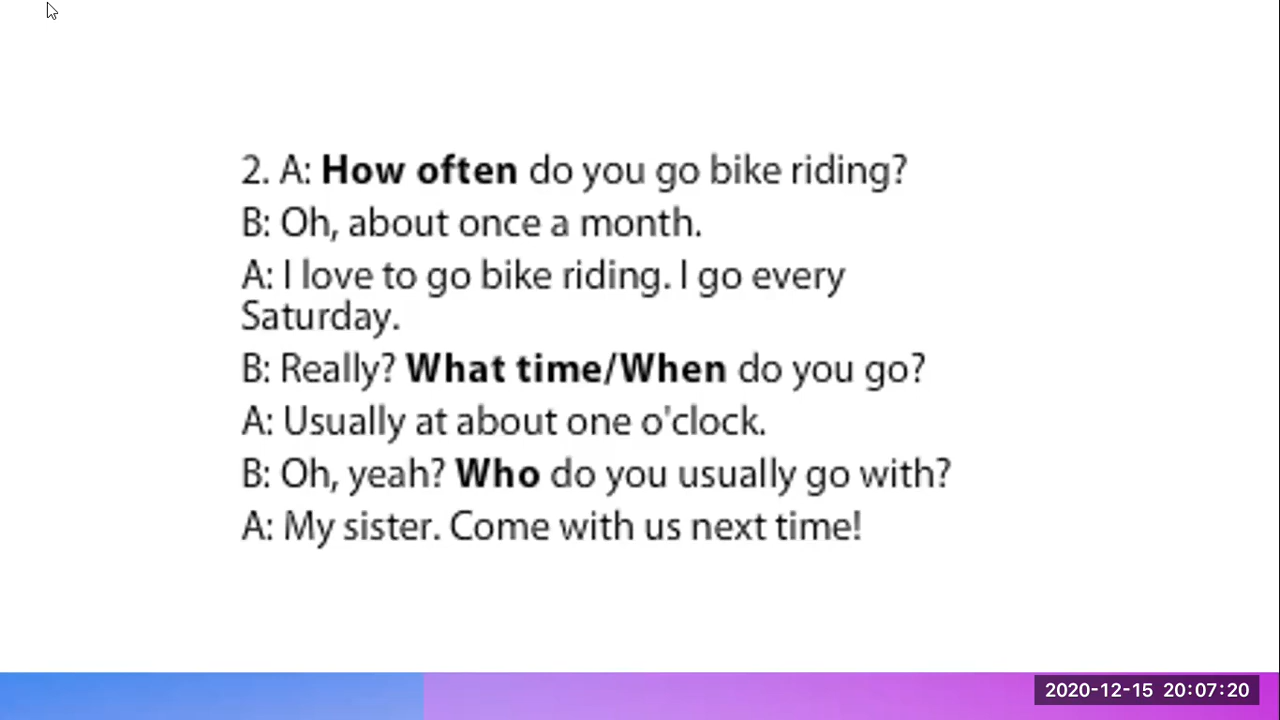 2. A: How often do you go bike riding?
B: Oh, about once a month.
A: I love to go bike riding. I go every
Saturday.
B: Really? What time/When do you go?
A: Usually at about one o'clock.
B: Oh, yeah? Who do you usually go with?
A: My sister. Come with us next time!
2020-12-15 20:07:20